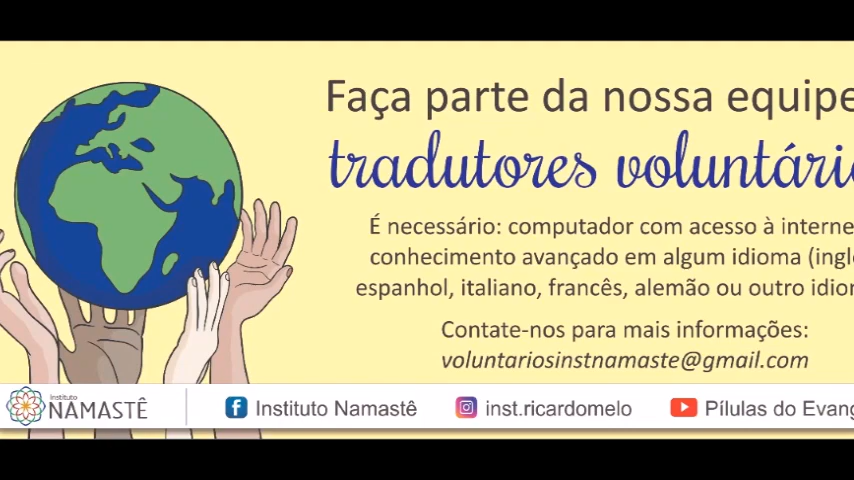 Faça parte da nossa equipe
tradutores voluntári
É necessário: computador com acesso à interne
conhecimento avançado em algum idioma (ingl
espanhol, italiano, francês, alemão ou outro idio
Contate-nos para mais informações:
voluntariosinstnamaste@gmail.com
Instituto
NAMASTÊ
Instituto Namastê
inst.ricardomelo
Pílulas do Evang